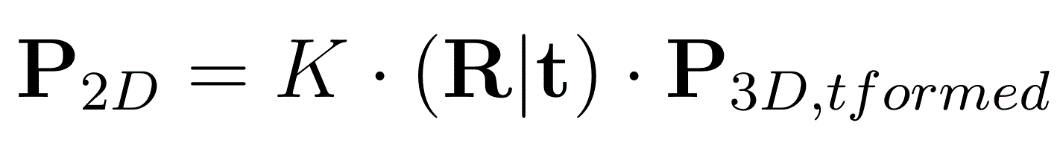 P_{2D} = K · (R|t) · P_{3D,tformed}